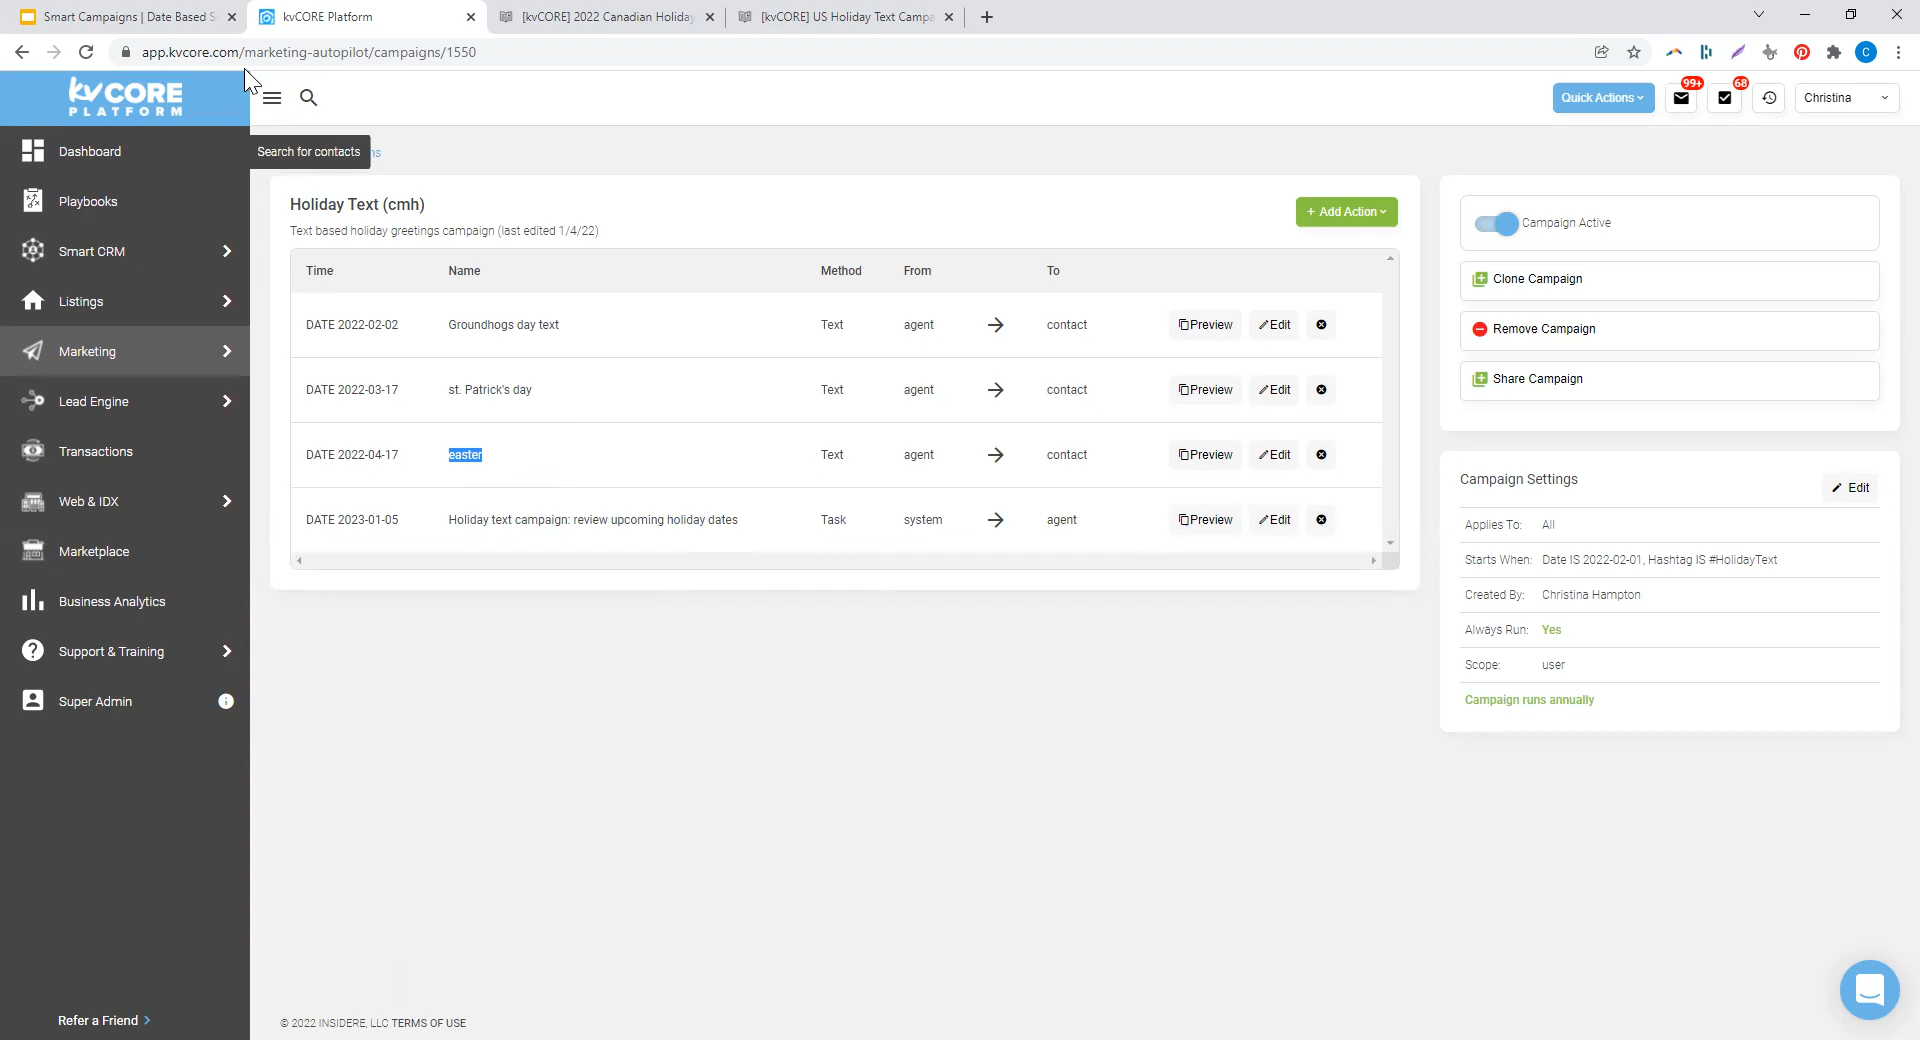 Smart Campaigns | Date Based S
kvCORE Platform
[kvCORE] 2022 Canadian Holiday
[kvCORE] US Holiday Text Campa
app.kvcore.com/marketing-autopilot/campaigns/1550
C
kvCORE
PLATFORM
Quick Actions
99+
68
Christina
Dashboard
Playbooks
Smart CRM
Listings
Marketing
Lead Engine
Transactions
Web & IDX
Marketplace
Business Analytics
Support & Training
Super Admin
Refer a Friend
Search for contacts
ns
Holiday Text (cmh)
Text based holiday greetings campaign (last edited 1/4/22)
+ Add Action
Time Name Method From To
DATE 2022-02-02 Groundhogs day text Text agent contact Preview Edit
DATE 2022-03-17 st. Patrick's day Text agent contact Preview Edit
DATE 2022-04-17 easter Text agent contact Preview Edit
DATE 2023-01-05 Holiday text campaign: review upcoming holiday dates Task system agent Preview Edit
Campaign Active
Clone Campaign
Remove Campaign
Share Campaign
Campaign Settings
Edit
Applies To: All
Starts When: Date IS 2022-02-01, Hashtag IS #HolidayText
Created By: Christina Hampton
Always Run: Yes
Scope: user
Campaign runs annually
© 2022 INSIDERE, LLC TERMS OF USE